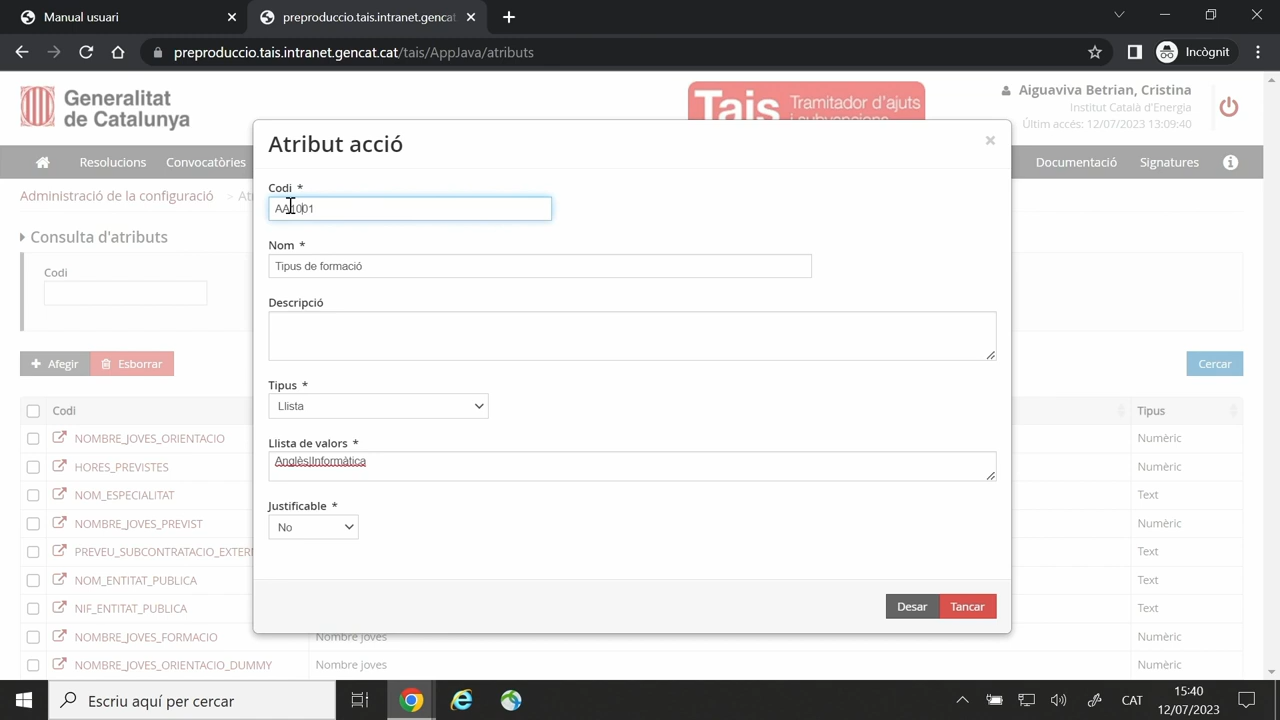 Manual usuari
preproduccio.tais.intranet.gencat
preproduccio.tais.intranet.gencat.cat/tais/AppJava/atributs
Incògnit
Generalitat
de Catalunya
Tais Tramitador d'ajuts
i subvencions
Aiguaviva Betrian, Cristina
Institut Català d'Energia
Últim accés: 12/07/2023 13:09:40
Resolucions
Convocatòries
Documentació
Signatures
Administració de la configuració >
Consulta d'atributs
Codi
Afegir
Esborrar
Cercar
Atribut acció
Codi *
AA1001
Nom *
Tipus de formació
Descripció
Tipus *
Llista
Llista de valors *
Anglès|Informàtica
Justificable *
No
Desar
Tancar
Codi
Tipus
NOMBRE_JOVES_ORIENTACIO
Numèric
HORES_PREVISTES
Numèric
NOM_ESPECIALITAT
Text
NOMBRE_JOVES_PREVIST
Numèric
PREVEU_SUBCONTRATACIO_EXTERN
Text
NOM_ENTITAT_PUBLICA
Text
NIF_ENTITAT_PUBLICA
Text
NOMBRE_JOVES_FORMACIO
Nombre joves
Numèric
NOMBRE_JOVES_ORIENTACIO_DUMMY
Nombre joves
Numèric
Escriu aquí per cercar
CAT
15:40
12/07/2023